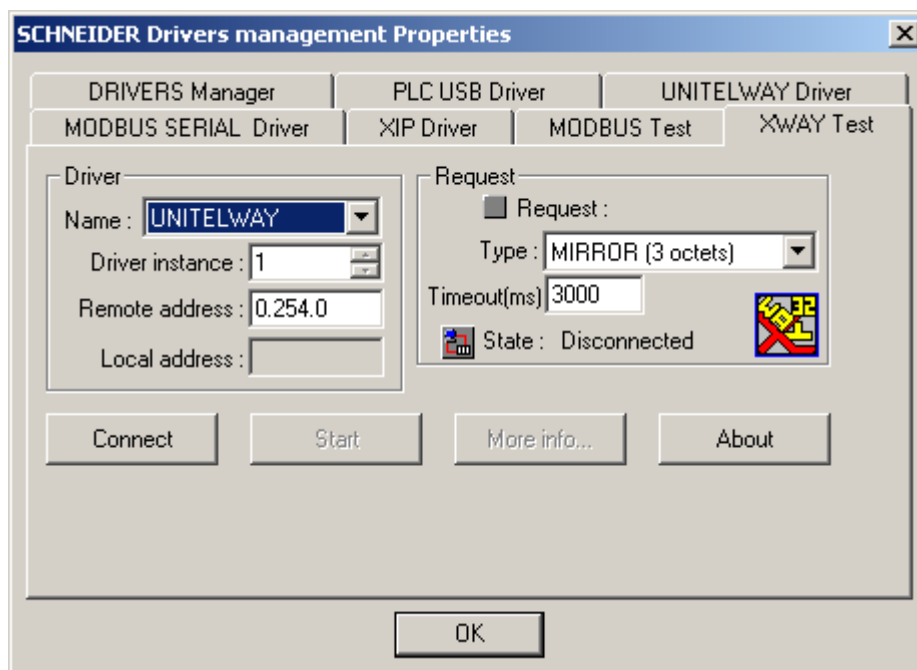 SCHNEIDER Drivers management Properties
DRIVERS Manager
PLC USB Driver
UNITELWAY Driver
MODBUS SERIAL Driver
XIP Driver
MODBUS Test
XWAY Test
Driver
Name : UNITELWAY
Driver instance : 1
Remote address : 0.254.0
Local address :
Request
Request :
Type : MIRROR (3 octets)
Timeout(ms) 3000
State : Disconnected
Connect
Start
More info...
About
OK